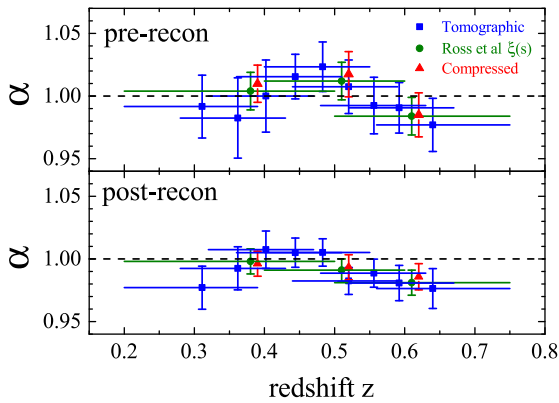 pre-recon
Tomographic
Ross et al ξ(s)
Compressed
1.05
1.00
0.95
α
post-recon
1.05
1.00
0.95
α
0.2 0.3 0.4 0.5 0.6 0.7 0.8
redshift z